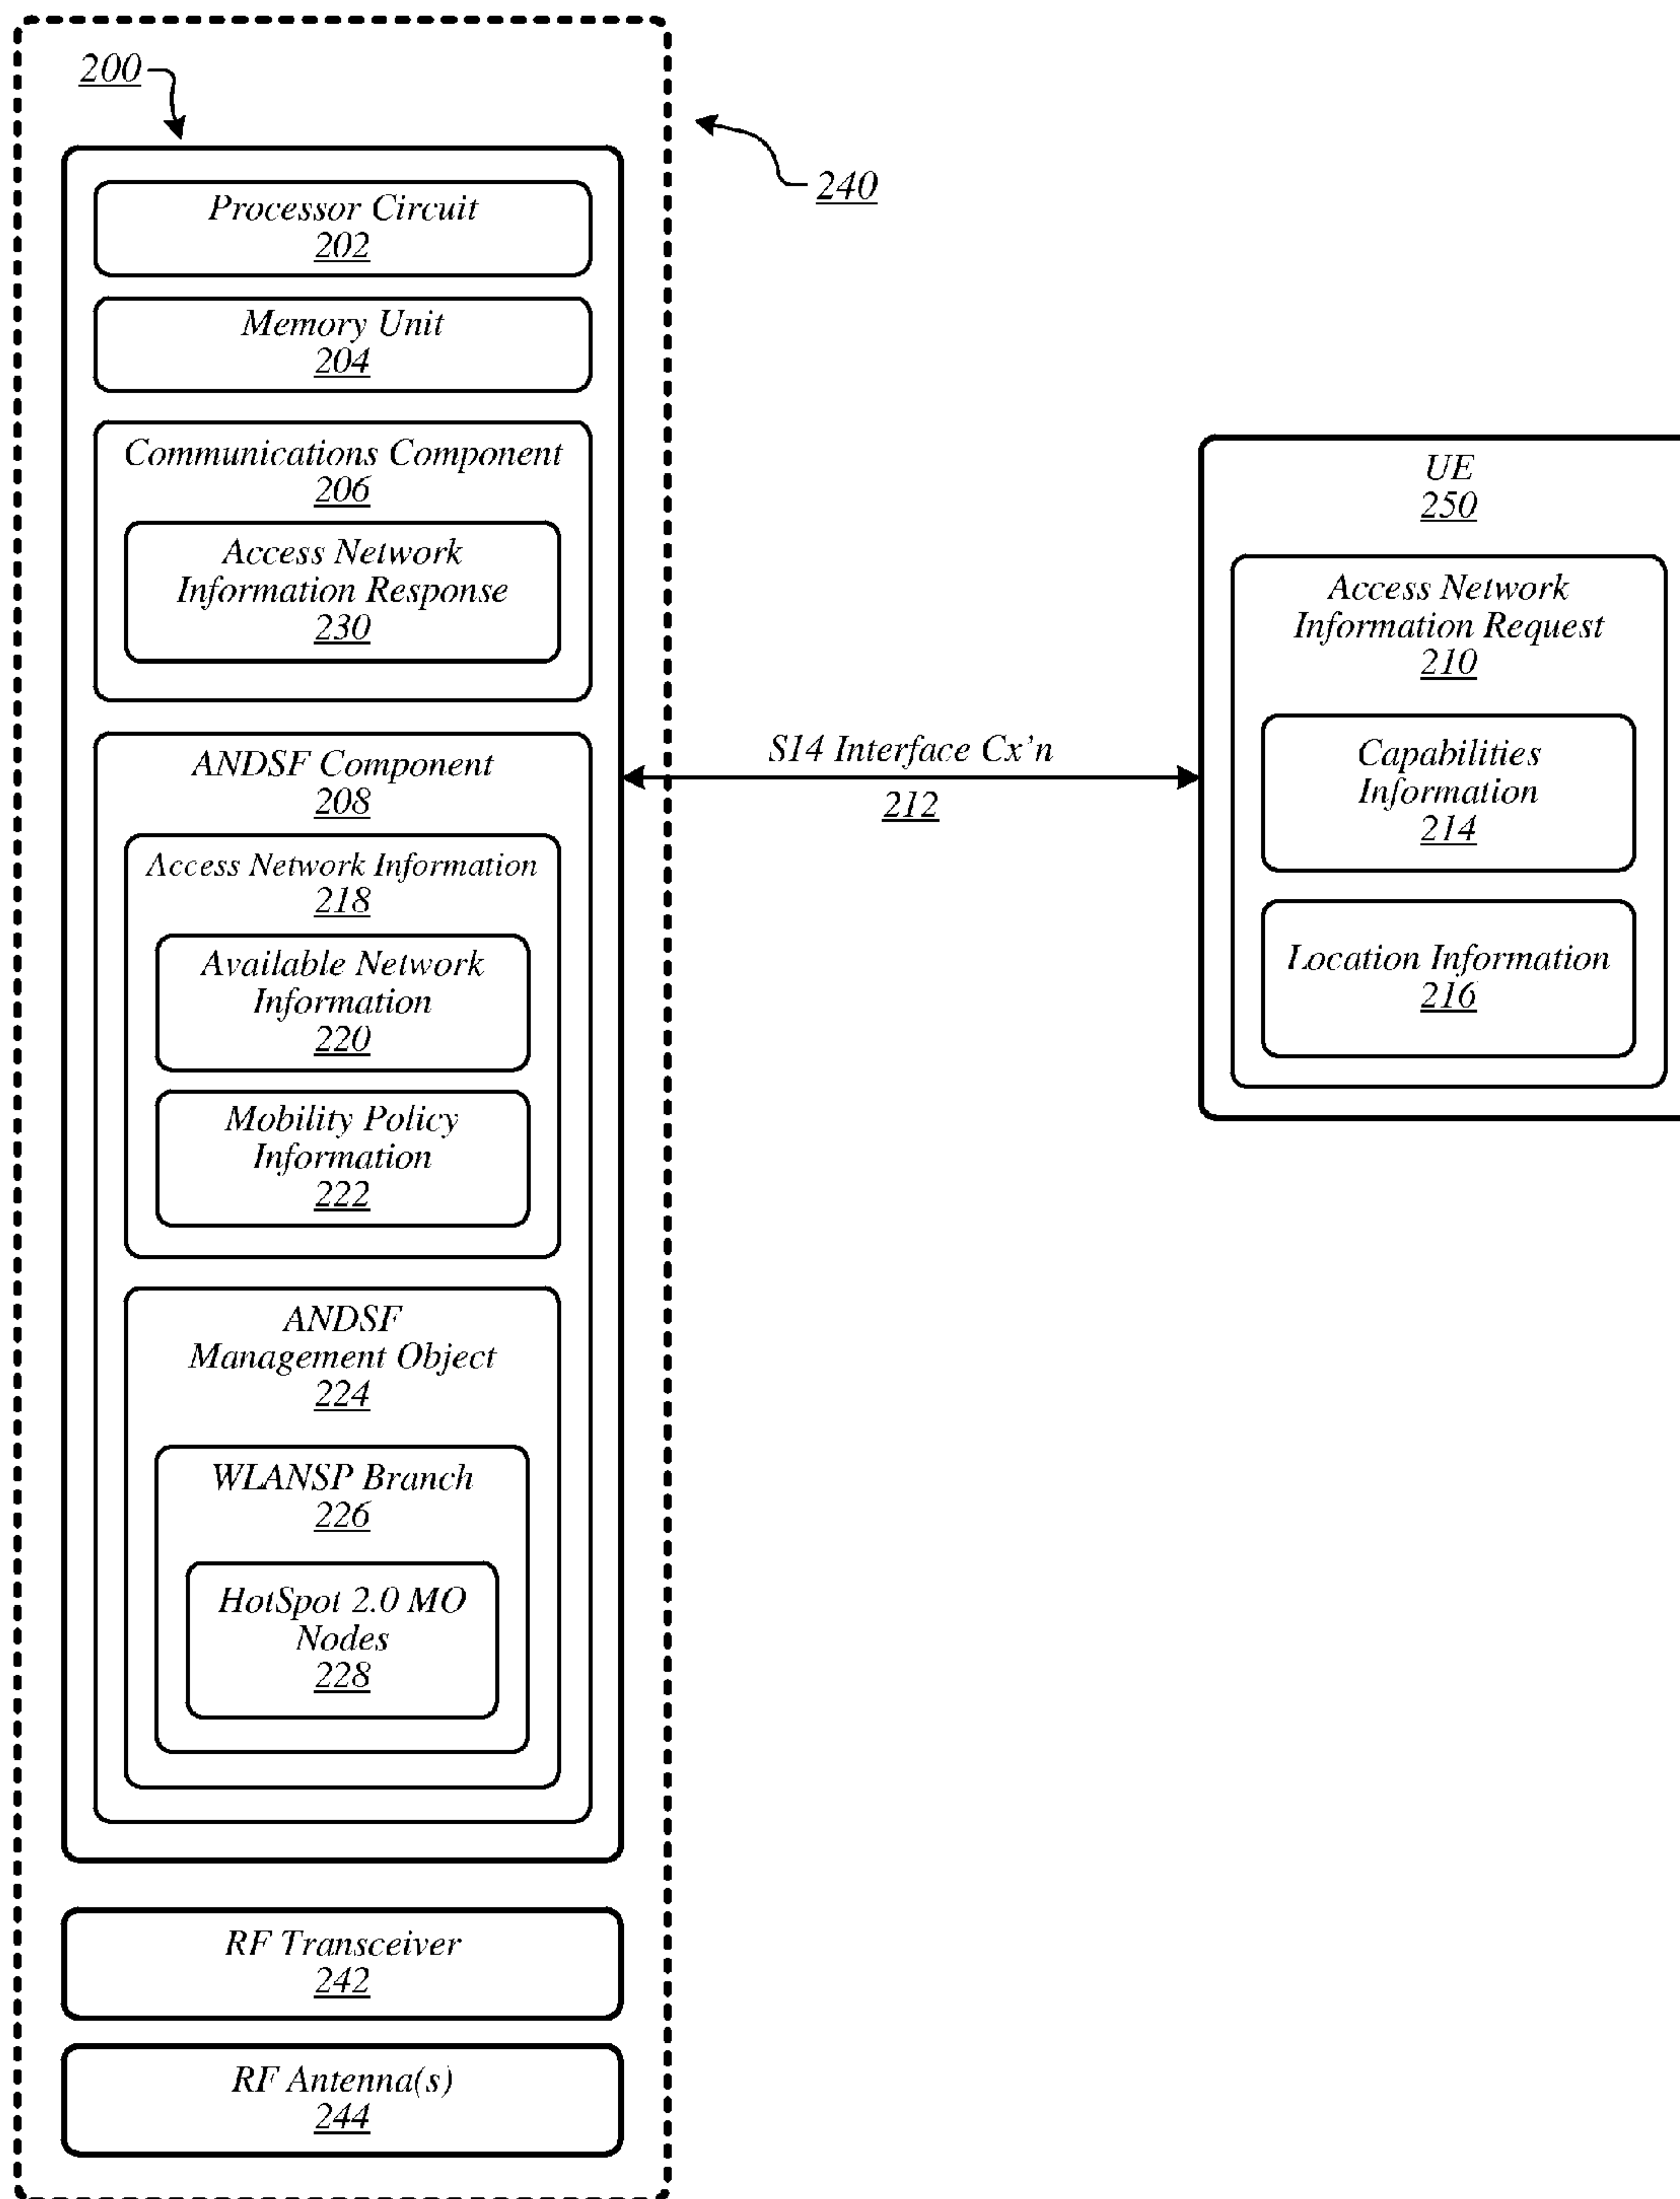 200
240
Processor Circuit
202
Memory Unit
204
Communications Component
206
Access Network
Information Response
230
ANDSF Component
208
Access Network Information
218
Available Network
Information
220
Mobility Policy
Information
222
ANDSF
Management Object
224
WLANSP Branch
226
HotSpot 2.0 MO
Nodes
228
RF Transceiver
242
RF Antenna(s)
244
S14 Interface Cx'n
212
UE
250
Access Network
Information Request
210
Capabilities
Information
214
Location Information
216